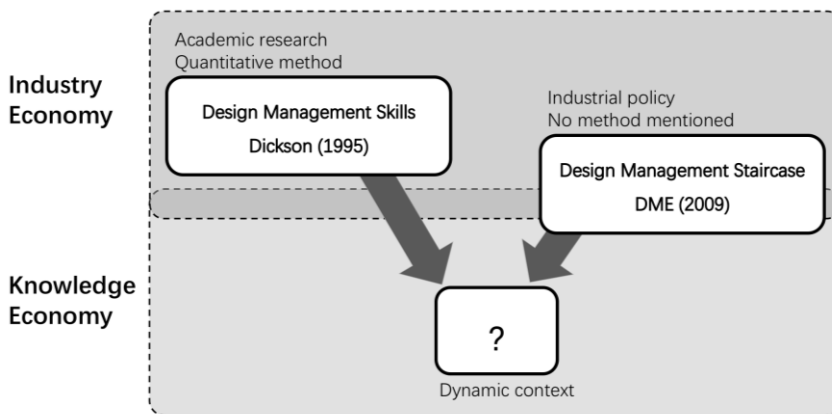 Academic research
Quantitative method
Industry
Economy
Design Management Skills
Dickson (1995)
Industrial policy
No method mentioned
Design Management Staircase
DME (2009)
Knowledge
Economy
?
Dynamic context